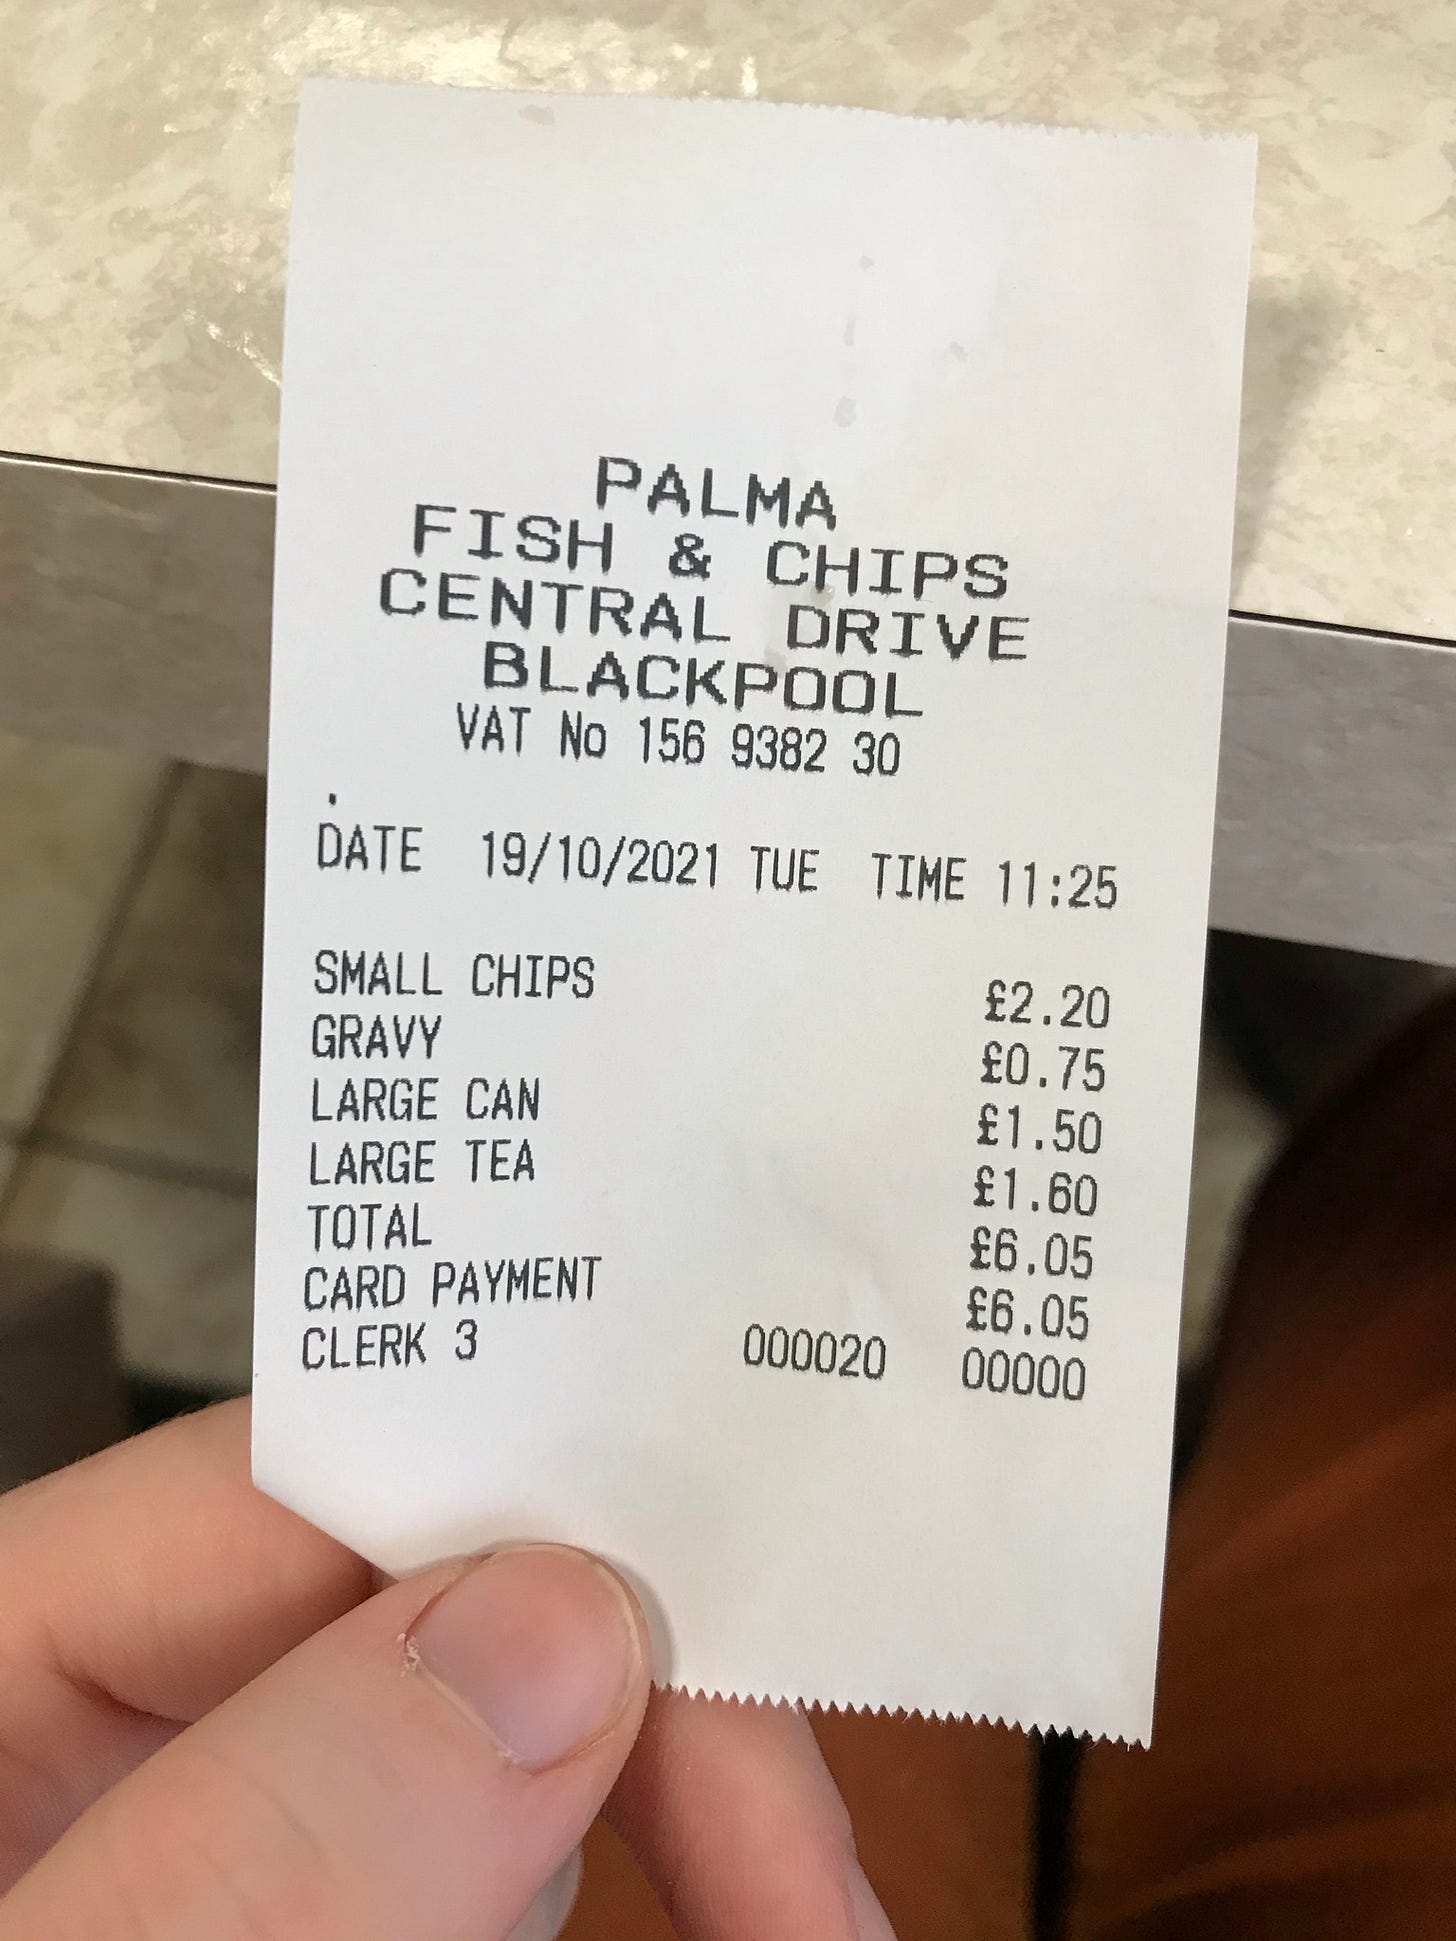 PALMA
FISH & CHIPS
CENTRAL DRIVE
BLACKPOOL
VAT No 156 9382 30
.
DATE 19/10/2021 TUE TIME 11:25
SMALL CHIPS £2.20
GRAVY £0.75
LARGE CAN £1.50
LARGE TEA £1.60
TOTAL £6.05
CARD PAYMENT £6.05
CLERK 3 000020 00000